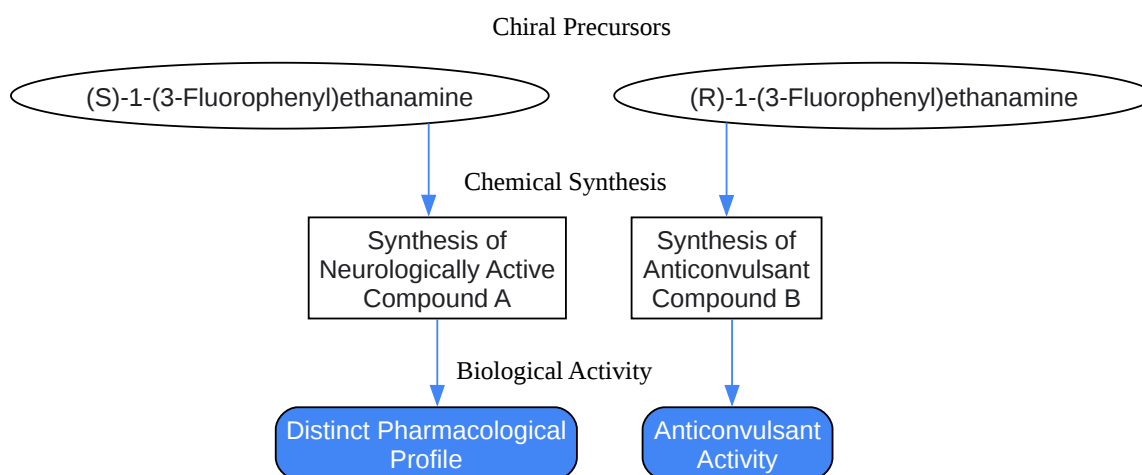 Chiral Precursors
(S)-1-(3-Fluorophenyl)ethanamine
(R)-1-(3-Fluorophenyl)ethanamine
Chemical Synthesis
Synthesis of
Neurologically Active
Compound A
Synthesis of
Anticonvulsant
Compound B
Biological Activity
Distinct Pharmacological
Profile
Anticonvulsant
Activity